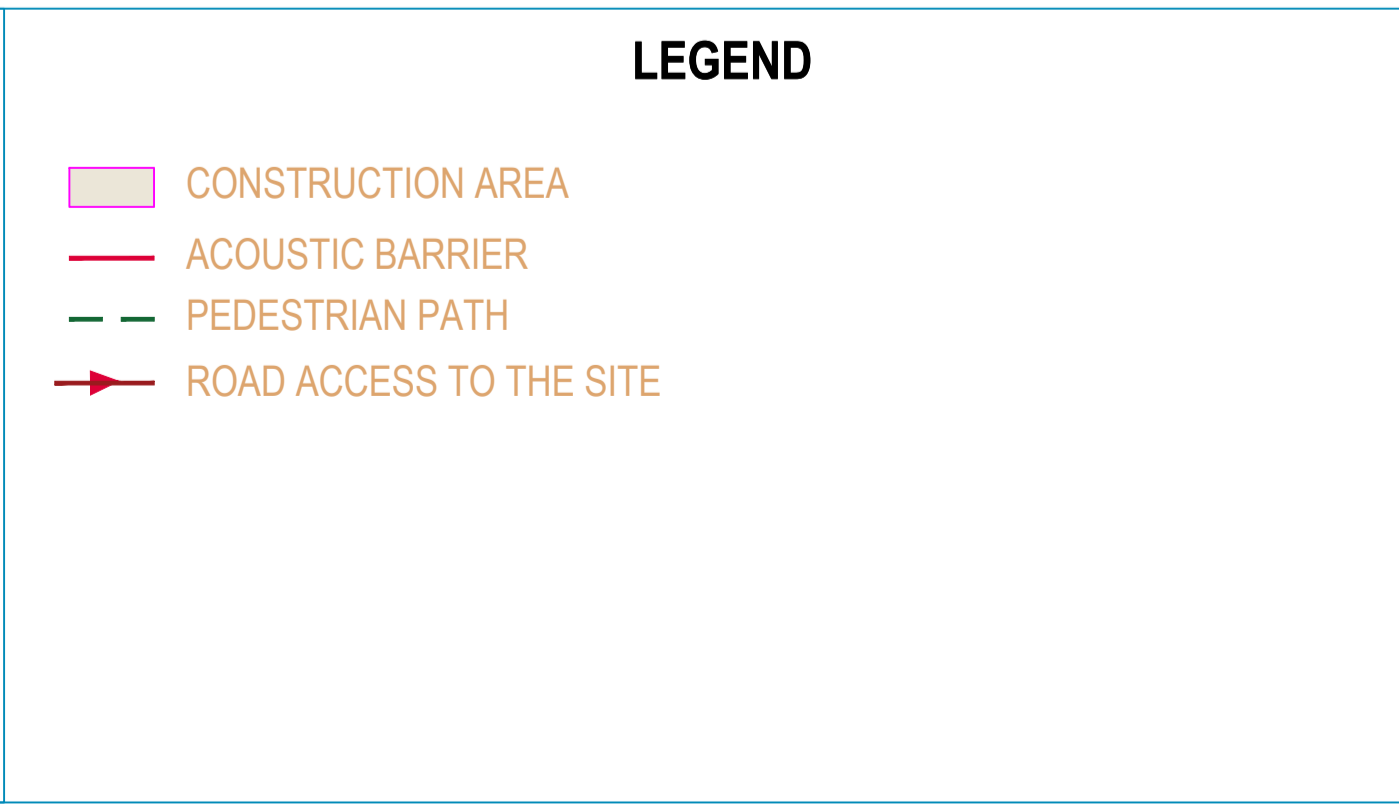 LEGEND
CONSTRUCTION AREA
ACOUSTIC BARRIER
PEDESTRIAN PATH
ROAD ACCESS TO THE SITE